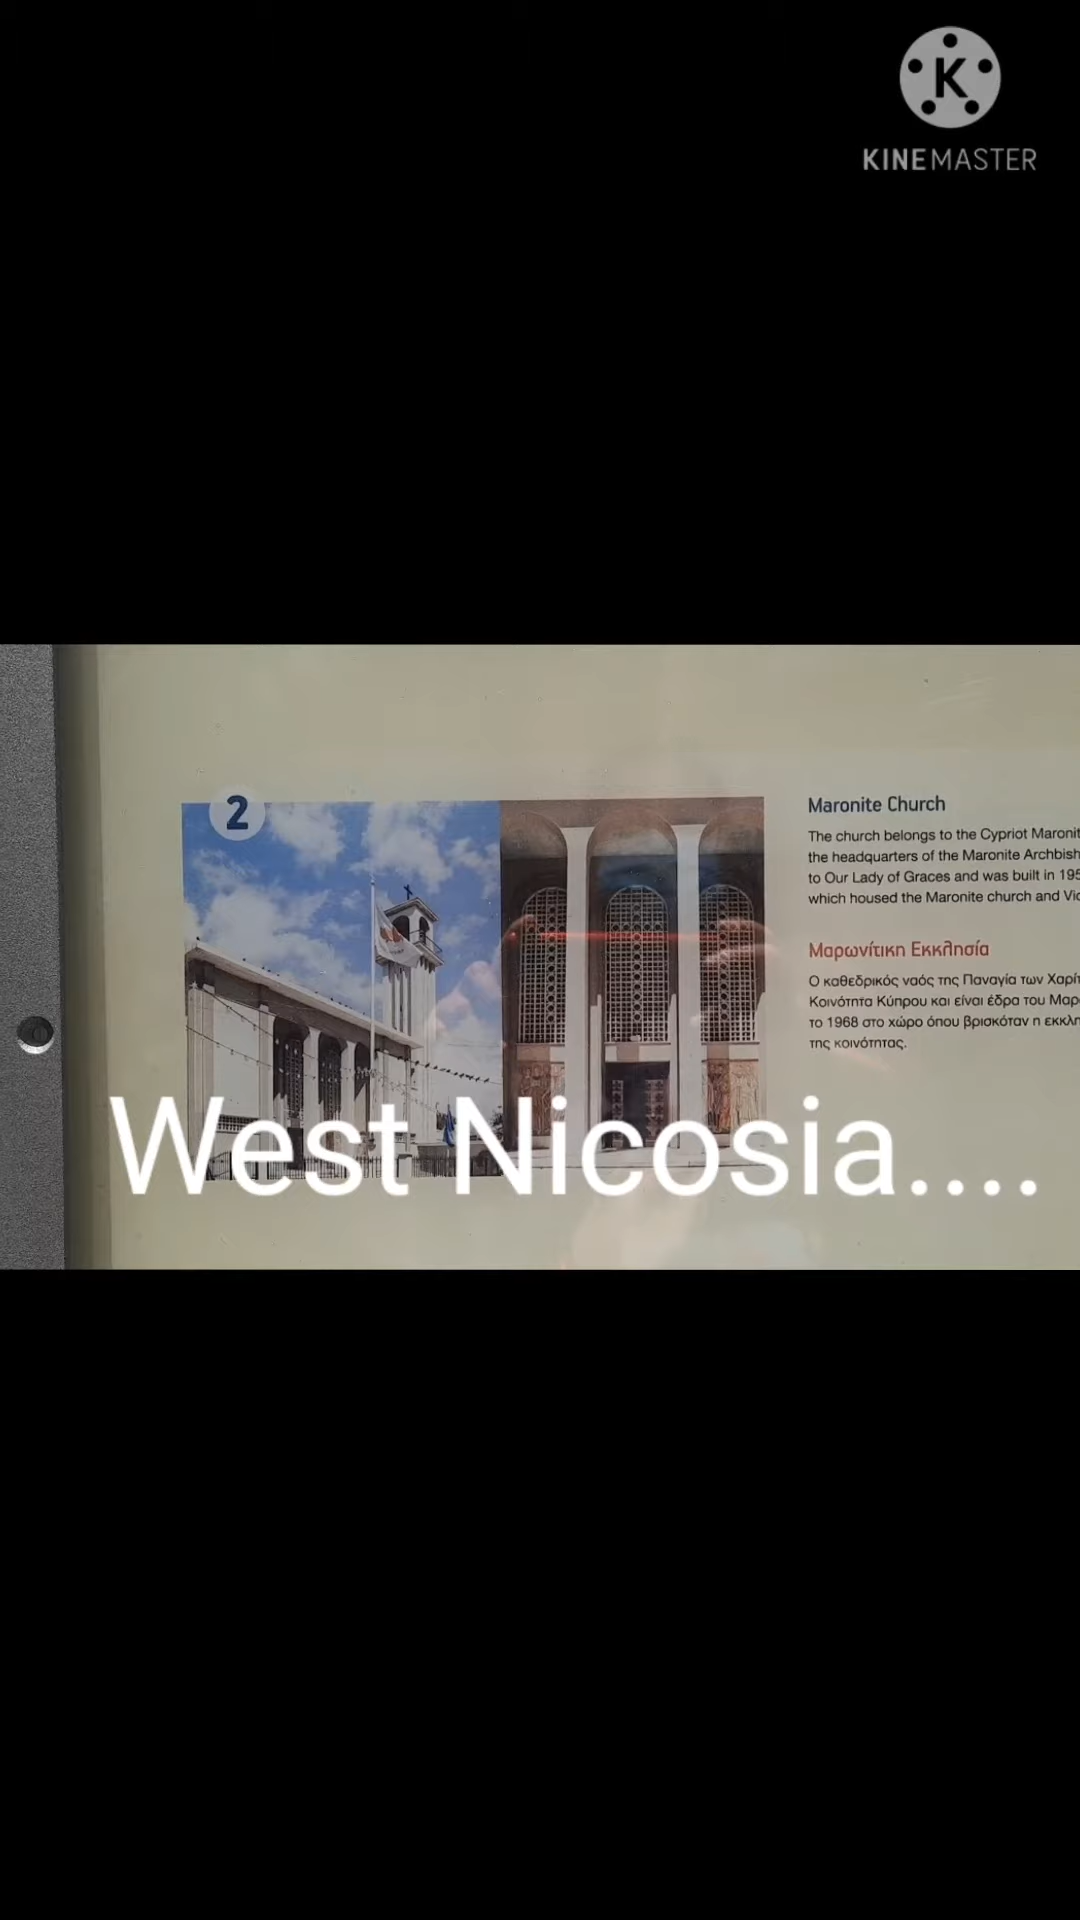 K
KINEMASTER
2
Maronite Church
The church belongs to the Cypriot Maronit
the headquarters of the Maronite Archbish
to Our Lady of Graces and was built in 195
which housed the Maronite church and Vic
Μαρωνίτικη Εκκλησία
Ο καθεδρικός ναός της Παναγία των Χαρίτ
Κοινότητα Κύπρου και είναι έδρα του Μαρ
το 1968 στο χώρο όπου βρισκόταν η εκκλη
της κοινότητας.
West Nicosia....